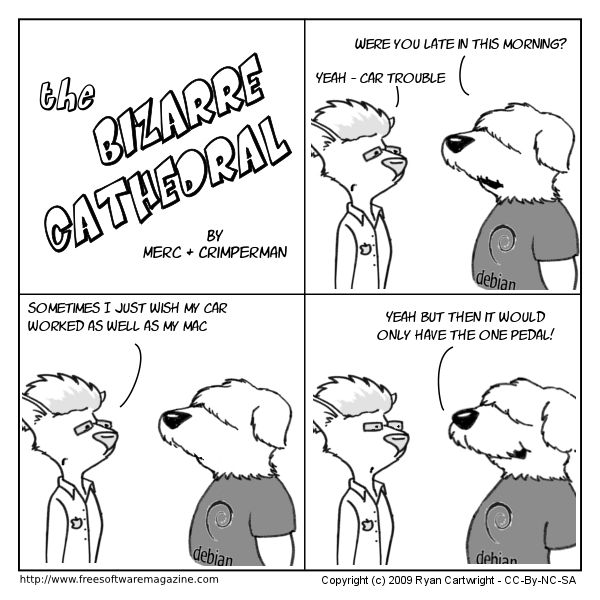 the
BIZARRE
CATHEDRAL
BY
MERC + CRIMPERMAN
WERE YOU LATE IN THIS MORNING?
YEAH - CAR TROUBLE
debian
SOMETIMES I JUST WISH MY CAR
WORKED AS WELL AS MY MAC
debian
YEAH BUT THEN IT WOULD
ONLY HAVE THE ONE PEDAL!
debian
http://www.freesoftwaremagazine.com
Copyright (c) 2009 Ryan Cartwright - CC-By-NC-SA